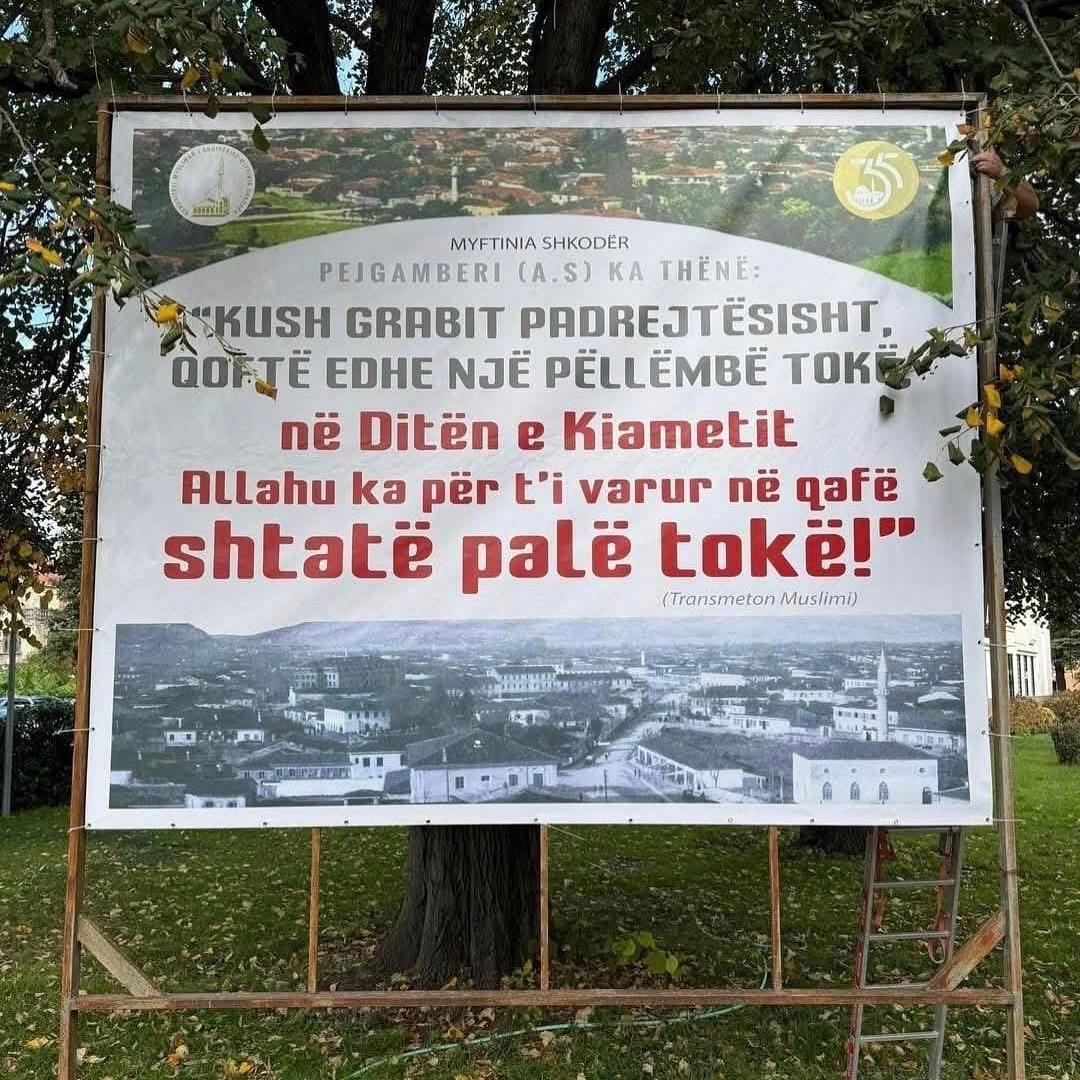 MYFTINIA SHKODËR
PEJGAMBERI (A.S) KA THËNË:
“KUSH GRABIT PADREJTËSISHT,
QOFTË EDHE NJË PËLLËMBË TOKË,
në Ditën e Kiametit
Allahu ka për t’i varur në qafë
shtatë palë tokë!”
(Transmeton Muslimi)
35